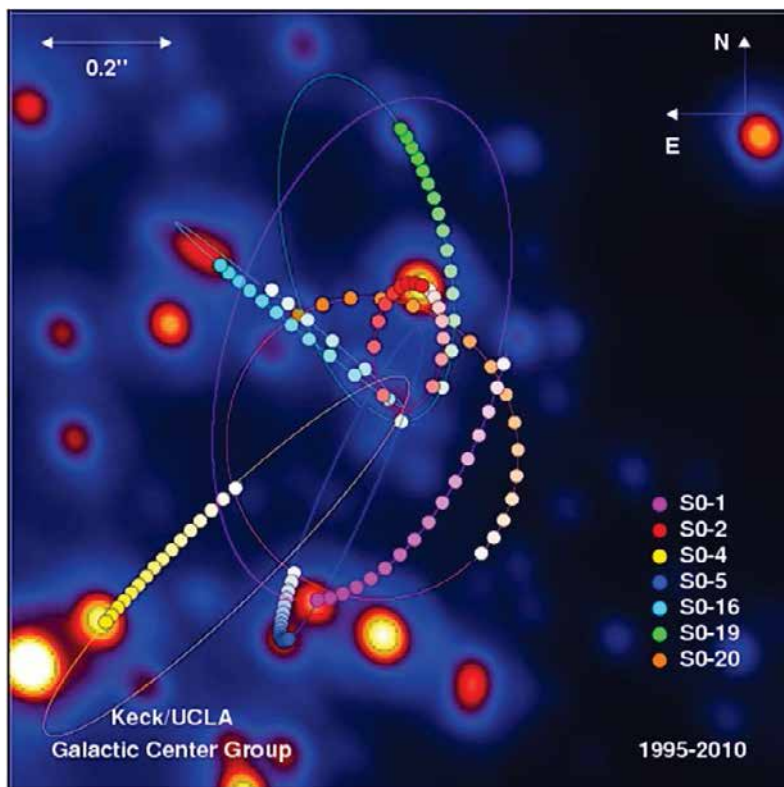 0.2"
N
E
S0-1
S0-2
S0-4
S0-5
S0-16
S0-19
S0-20
Keck/UCLA
Galactic Center Group
1995-2010